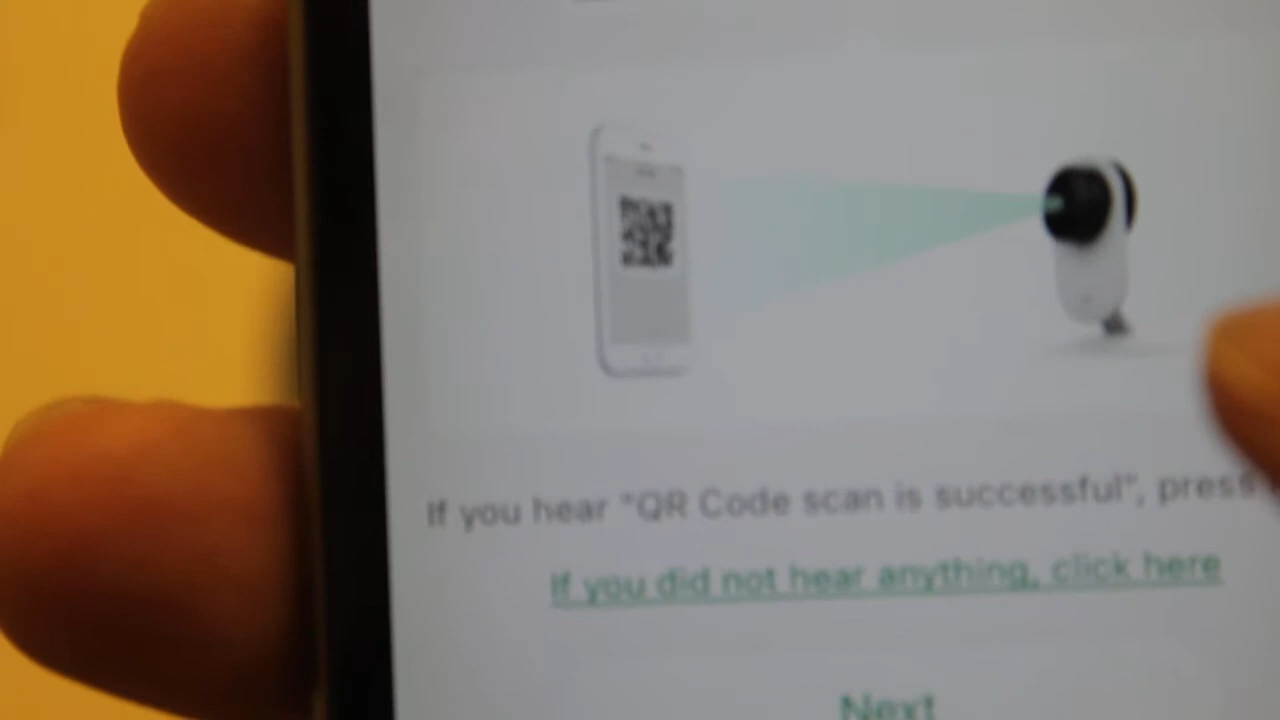 If you hear "QR Code scan is successful", press
If you did not hear anything, click here
Next